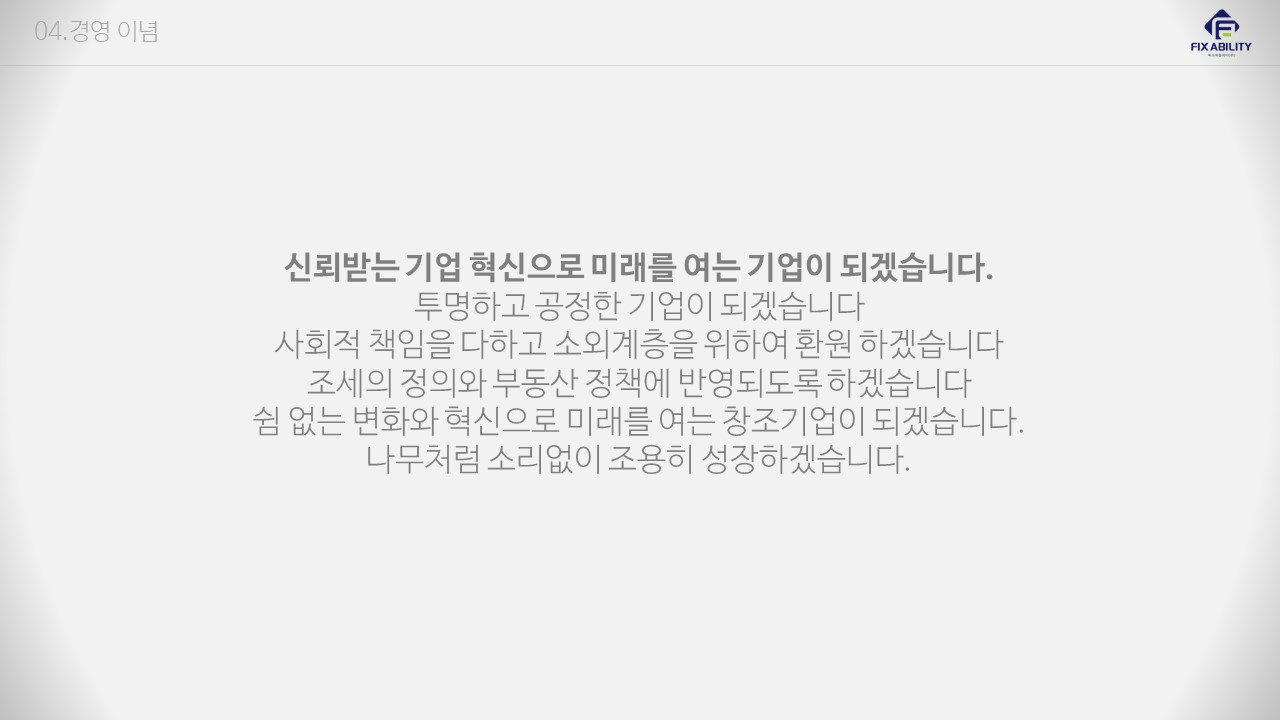 04.경영 이념
FIXABILITY
신뢰받는 기업 혁신으로 미래를 여는 기업이 되겠습니다.
투명하고 공정한 기업이 되겠습니다
사회적 책임을 다하고 소외계층을 위하여 환원 하겠습니다
조세의 정의와 부동산 정책에 반영되도록 하겠습니다
쉼 없는 변화와 혁신으로 미래를 여는 창조기업이 되겠습니다.
나무처럼 소리없이 조용히 성장하겠습니다.